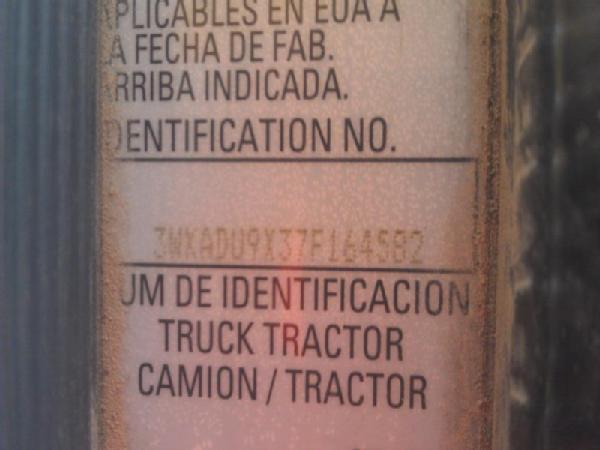 PLICABLES EN EUA A
A FECHA DE FAB.
RRIBA INDICADA.
DENTIFICATION NO.
3WKADU9X37F164582
UM DE IDENTIFICACION
TRUCK TRACTOR
CAMION / TRACTOR